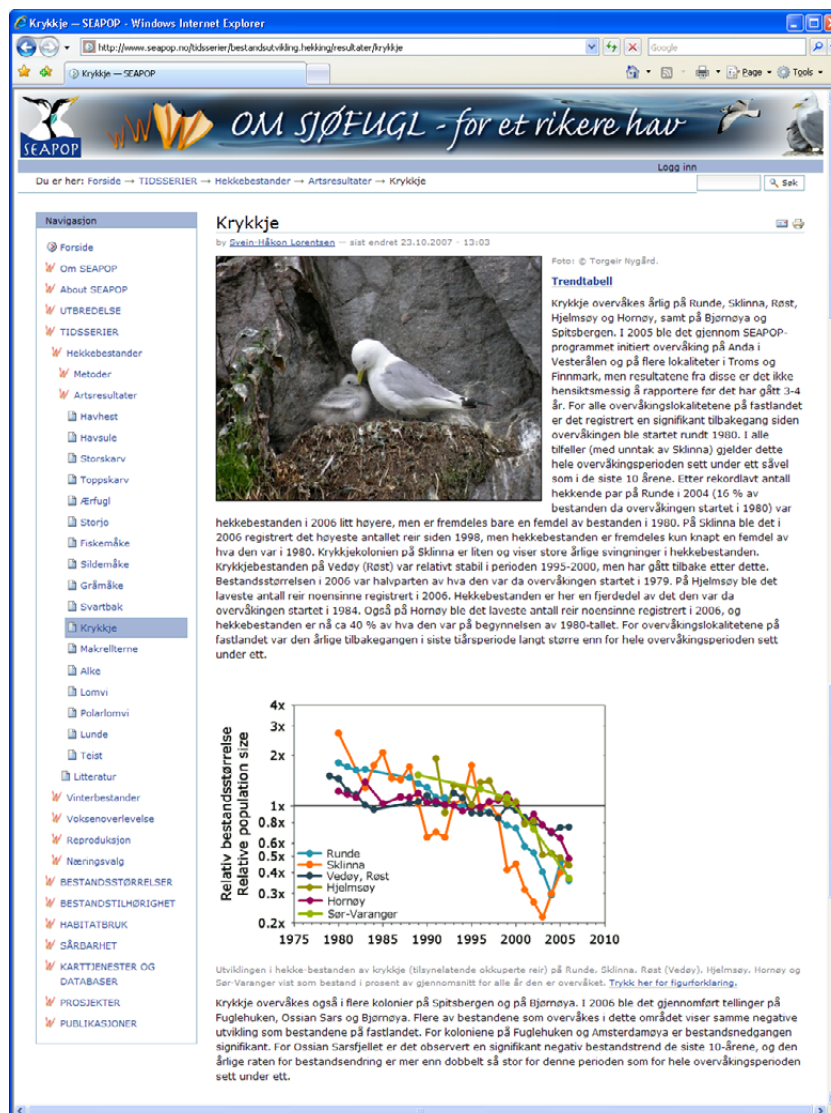 Krykkje — SEAPOP - Windows Internet Explorer
http://www.seapop.no/tidsserier/bestandsutvikling.hekking/resultater/krykkje
Google
Krykkje — SEAPOP
Page
Tools
SEAPOP
OM SJØFUGL - for et rikere hav
Logg inn
Du er her: Forside → TIDSSERIER → Hekkebestander → Artsresultater → Krykkje
Søk
Navigasjon
Forside
Om SEAPOP
About SEAPOP
UTBREDELSE
TIDSSERIER
Hekkebestander
Metoder
Artsresultater
Havhest
Havsule
Storskarv
Toppskarv
Ærfugl
Storjo
Fiskemåke
Sildemåke
Gråmåke
Svartbak
Krykkje
Makrellterne
Alke
Lomvi
Polarlomvi
Lunde
Teist
Litteratur
Vinterbestander
Voksenoverlevelse
Reproduksjon
Næringsvalg
BESTANDSSTØRRELSER
BESTANDSTILHØRIGHET
HABITATBRUK
SÅRBARHET
KARTTJENESTER OG
DATABASER
PROSJEKTER
PUBLIKASJONER
Krykkje
by Svein-Håkon Lorentsen — sist endret 23.10.2007 - 13:03
Foto: © Torgeir Nygård.
Trendtabell
Krykkje overvåkes årlig på Runde, Sklinna, Røst,
Hjelmsøy og Hornøy, samt på Bjørnøya og
Spitsbergen. I 2005 ble det gjennom SEAPOP-
programmet initiert overvåking på Anda i
Vesterålen og på flere lokaliteter i Troms og
Finnmark, men resultatene fra disse er det ikke
hensiktsmessig å rapportere før det har gått 3-4
år. For alle overvåkingslokalitetene på fastlandet
er det registrert en signifikant tilbakegang siden
overvåkingen ble startet rundt 1980. I alle
tilfeller (med unntak av Sklinna) gjelder dette
hele overvåkingsperioden sett under ett såvel
som i de siste 10 årene. Etter rekordlavt antall
hekkende par på Runde i 2004 (16 % av
bestanden da overvåkingen startet i 1980) var
hekkebestanden i 2006 litt høyere, men er fremdeles bare en femdel av bestanden i 1980. På Sklinna ble det i
2006 registrert det høyeste antallet reir siden 1998, men hekkebestanden er fremdeles kun knapt en femdel av
hva den var i 1980. Krykkjekolonien på Sklinna er liten og viser store årlige svingninger i hekkebestanden.
Krykkjebestanden på Vedøy (Røst) var relativt stabil i perioden 1995-2000, men har gått tilbake etter dette.
Bestandsstørrelsen i 2006 var halvparten av hva den var da overvåkingen startet i 1979. På Hjelmsøy ble det
laveste antall reir noensinne registrert i 2006. Hekkebestanden er her en fjerdedel av det den var da
overvåkingen startet i 1984. Også på Hornøy ble det laveste antall reir noensinne registrert i 2006, og
hekkebestanden er nå ca 40 % av hva den var på begynnelsen av 1980-tallet. For overvåkingslokalitetene på
fastlandet var den årlige tilbakegangen i siste tiårsperiode langt større enn for hele overvåkingsperioden sett
under ett.
Relativ bestandsstørrelse
Relative population size
4x
3x
2x
1x
0.8x
0.6x
0.5x
0.4x
0.3x
0.2x
Runde
Sklinna
Vedøy, Røst
Hjelmsøy
Hornøy
Sør-Varanger
1975 1980 1985 1990 1995 2000 2005 2010
Utviklingen i hekke-bestanden av krykkje (tilsynelatende okkuperte reir) på Runde, Sklinna, Røst (Vedøy), Hjelmsøy, Hornøy og
Sør-Varanger vist som bestand i prosent av gjennomsnitt for alle år den er overvåket. Trykk her for figurforklaring.
Krykkje overvåkes også i flere kolonier på Spitsbergen og på Bjørnøya. I 2006 ble det gjennomført tellinger på
Fuglehuken, Ossian Sars og Bjørnøya. Flere av bestandene som overvåkes i dette området viser samme negative
utvikling som bestandene på fastlandet. For koloniene på Fuglehuken og Amsterdamøya er bestandsnedgangen
signifikant. For Ossian Sarsfjellet er det observert en signifikant negativ bestandstrend de siste 10-årene, og den
årlige raten for bestandsendring er mer enn dobbelt så stor for denne perioden som for hele overvåkingsperioden
sett under ett.